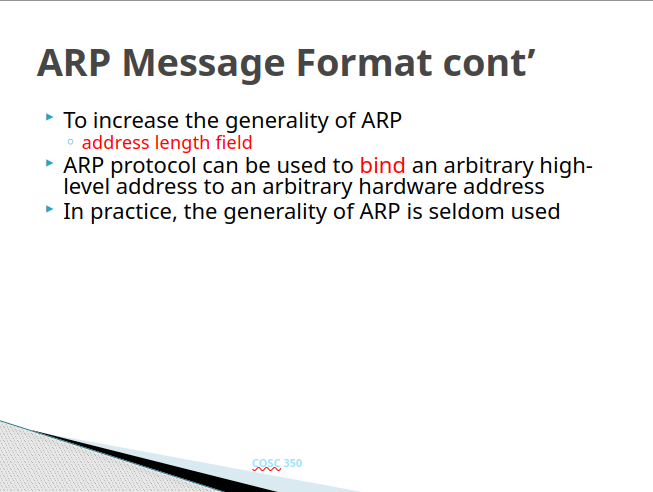 ARP Message Format cont’
To increase the generality of ARP
address length field
ARP protocol can be used to bind an arbitrary high-
level address to an arbitrary hardware address
In practice, the generality of ARP is seldom used
COSC 350